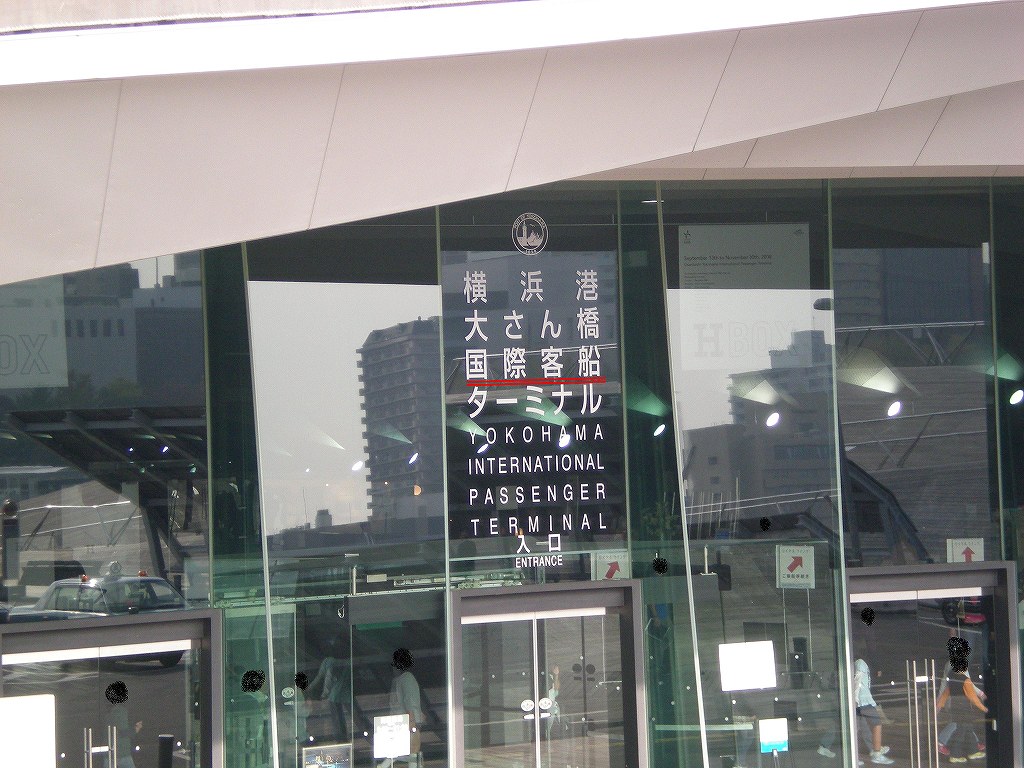 横浜港
大さん橋
国際客船
ターミナル
YOKOHAMA
INTERNATIONAL
PASSENGER
TERMINAL
入口
ENTRANCE
H BOX